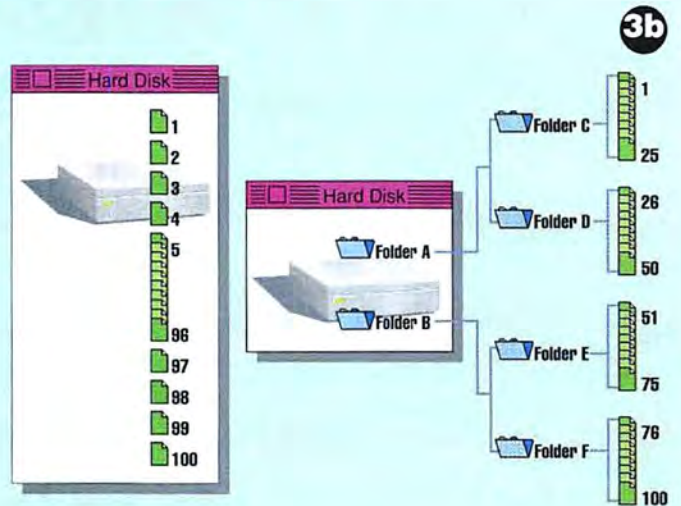 3b
Hard Disk
1
2
3
4
5
96
97
98
99
100
Hard Disk
Folder A
Folder B
Folder C
1
25
Folder D
26
50
Folder E
51
75
Folder F
76
100